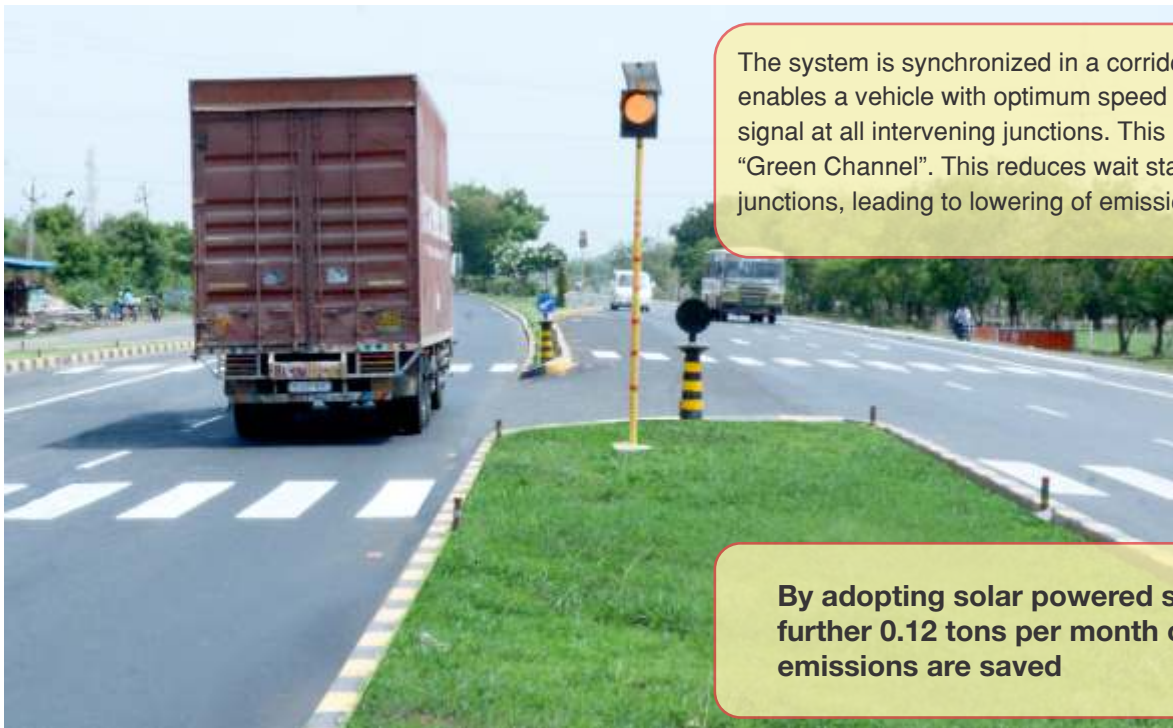 The system is synchronized in a corrid
enables a vehicle with optimum speed
signal at all intervening junctions. This
“Green Channel”. This reduces wait sta
junctions, leading to lowering of emissi
By adopting solar powered s
further 0.12 tons per month
emissions are saved